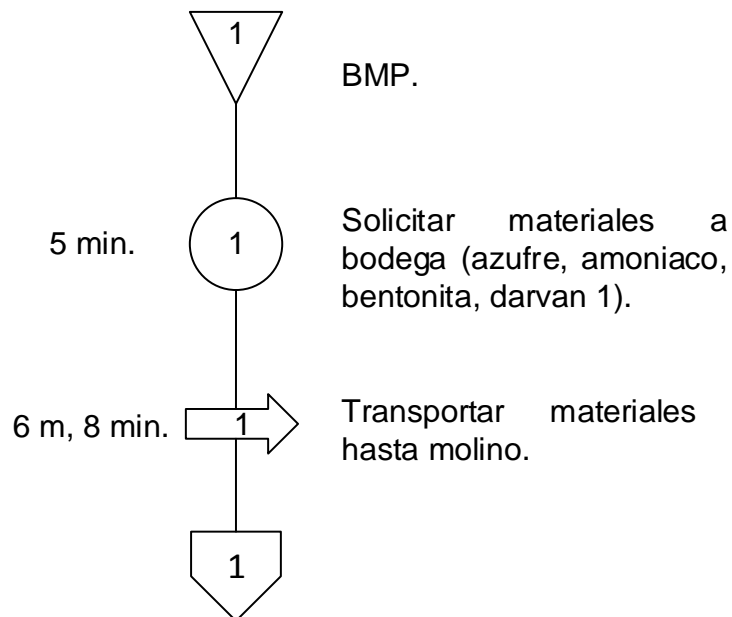 1
BMP.
5 min.
1
Solicitar materiales a
bodega (azufre, amoniaco,
bentonita, darvan 1).
6 m, 8 min.
1
Transportar materiales
hasta molino.
1